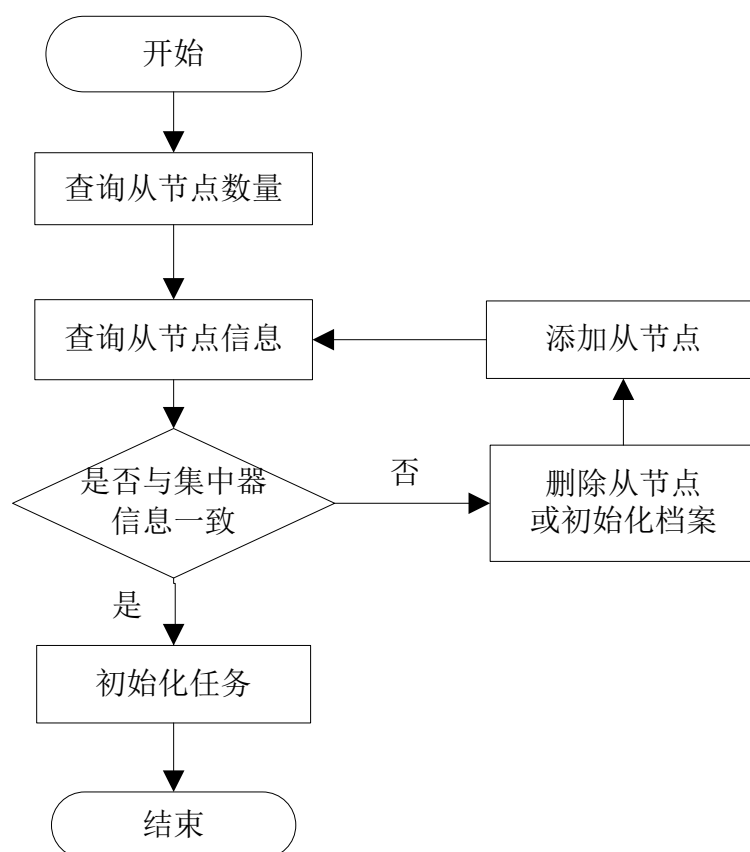 开始
查询从节点数量
查询从节点信息
添加从节点
是否与集中器
信息一致
否
删除从节点
或初始化档案
是
初始化任务
结束